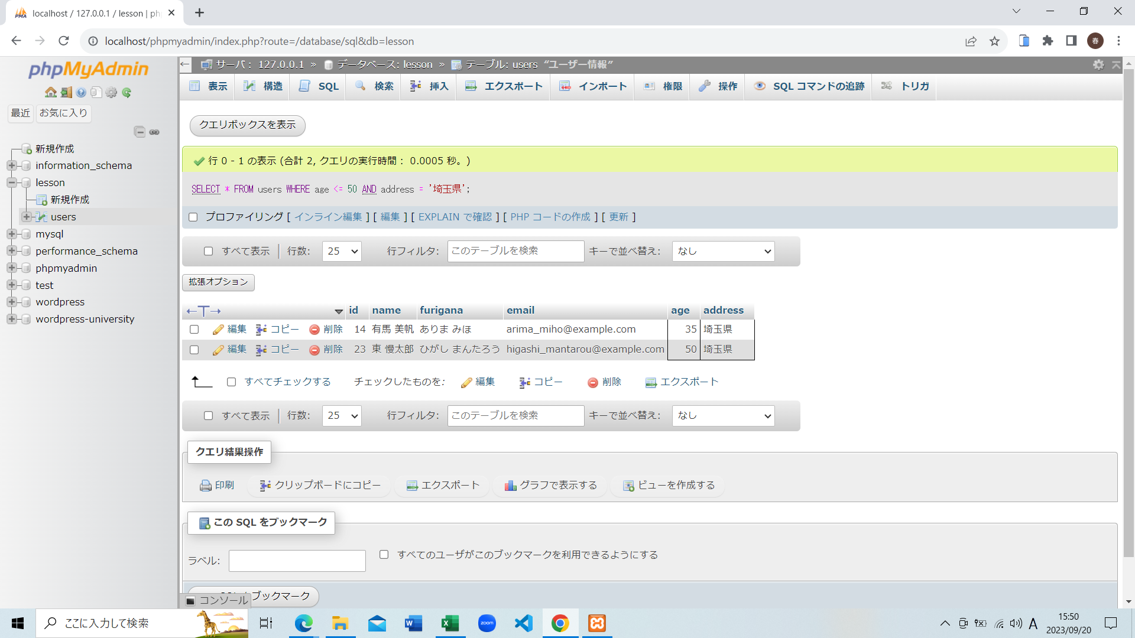 localhost / 127.0.0.1 / lesson | ph
localhost/phpmyadmin/index.php?route=/database/sql&db=lesson
春
phpMyAdmin
最近 お気に入り
新規作成
information_schema
lesson
新規作成
users
mysql
performance_schema
phpmyadmin
test
wordpress
wordpress-university
サーバ: 127.0.0.1 » データベース: lesson » テーブル: users "ユーザー情報"
表示 構造 SQL 検索 挿入 エクスポート インポート 権限 操作 SQL コマンドの追跡 トリガ
クエリボックスを表示
行 0 - 1 の表示 (合計 2, クエリの実行時間: 0.0005 秒。)
SELECT * FROM users WHERE age <= 50 AND address = '埼玉県';
プロファイリング [ インライン編集 ] [ 編集 ] [ EXPLAIN で確認 ] [ PHP コードの作成 ] [ 更新 ]
すべて表示 行数: 25 行フィルタ: このテーブルを検索 キーで並べ替え: なし
拡張オプション
←T→ id name furigana email age address
編集 コピー 削除 14 有馬 美帆 ありま みほ arima_miho@example.com 35 埼玉県
編集 コピー 削除 23 東 慢太郎 ひがし まんたろう higashi_mantarou@example.com 50 埼玉県
すべてチェックする チェックしたものを: 編集 コピー 削除 エクスポート
すべて表示 行数: 25 行フィルタ: このテーブルを検索 キーで並べ替え: なし
クエリ結果操作
印刷 クリップボードにコピー エクスポート グラフで表示する ビューを作成する
この SQL をブックマーク
ラベル: すべてのユーザがこのブックマークを利用できるようにする
ブックマーク
コンソール
ここに入力して検索
zoom
A
15:50
2023/09/20